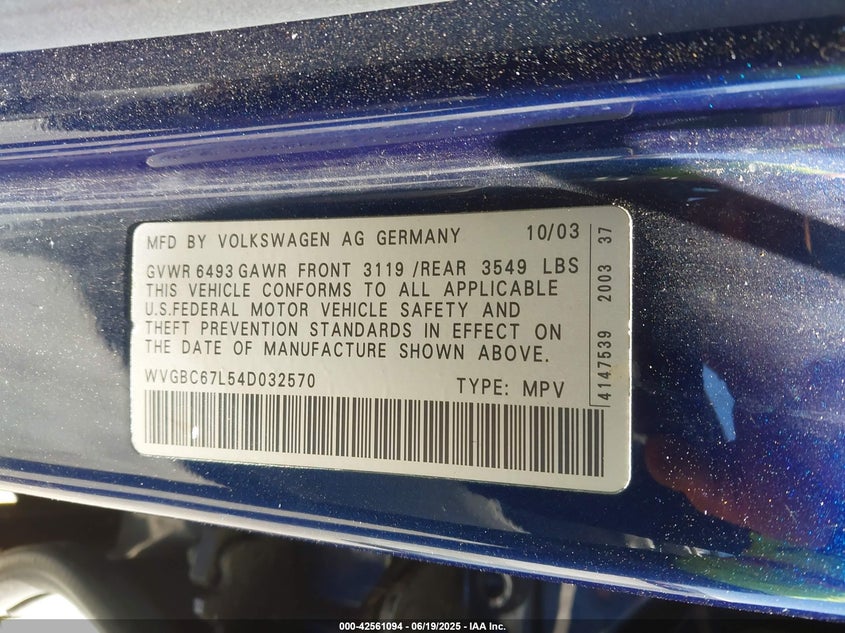 MFD BY VOLKSWAGEN AG GERMANY 10/03
GVWR 6493 GAWR FRONT 3119 /REAR 3549 LBS
THIS VEHICLE CONFORMS TO ALL APPLICABLE
U.S.FEDERAL MOTOR VEHICLE SAFETY AND
THEFT PREVENTION STANDARDS IN EFFECT ON
THE DATE OF MANUFACTURE SHOWN ABOVE.
WVGBC67L54D032570 TYPE: MPV
4147539 2003 37
000-42561094 - 06/19/2025 - IAA Inc.